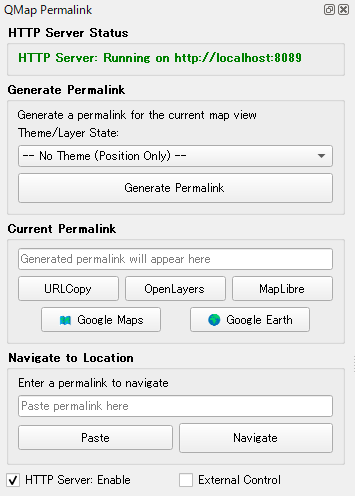 QMap Permalink
HTTP Server Status
HTTP Server: Running on http://localhost:8089
Generate Permalink
Generate a permalink for the current map view
Theme/Layer State:
-- No Theme (Position Only) --
Generate Permalink
Current Permalink
Generated permalink will appear here
URLCopy OpenLayers MapLibre
Google Maps Google Earth
Navigate to Location
Enter a permalink to navigate
Paste permalink here
Paste Navigate
HTTP Server: Enable External Control